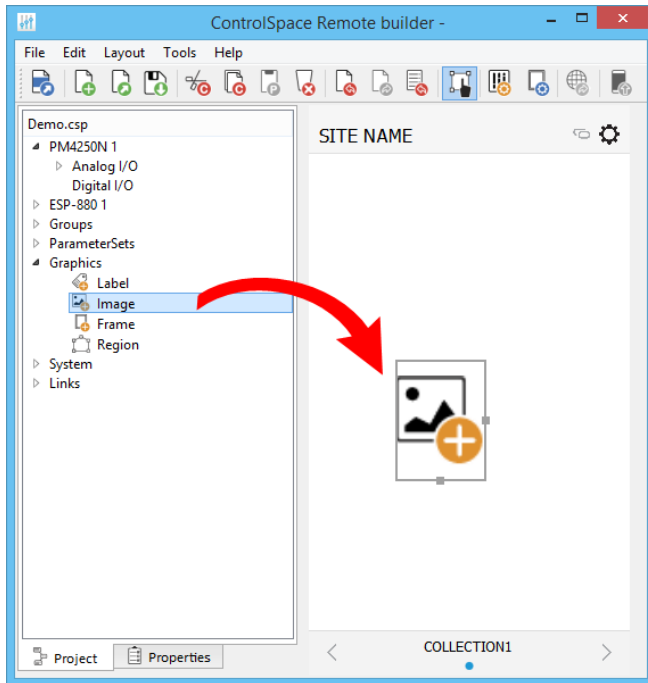 ControlSpace Remote builder -
File Edit Layout Tools Help
Demo.csp
PM4250N 1
Analog I/O
Digital I/O
ESP-880 1
Groups
ParameterSets
Graphics
Label
Image
Frame
Region
System
Links
Project Properties
SITE NAME
COLLECTION1